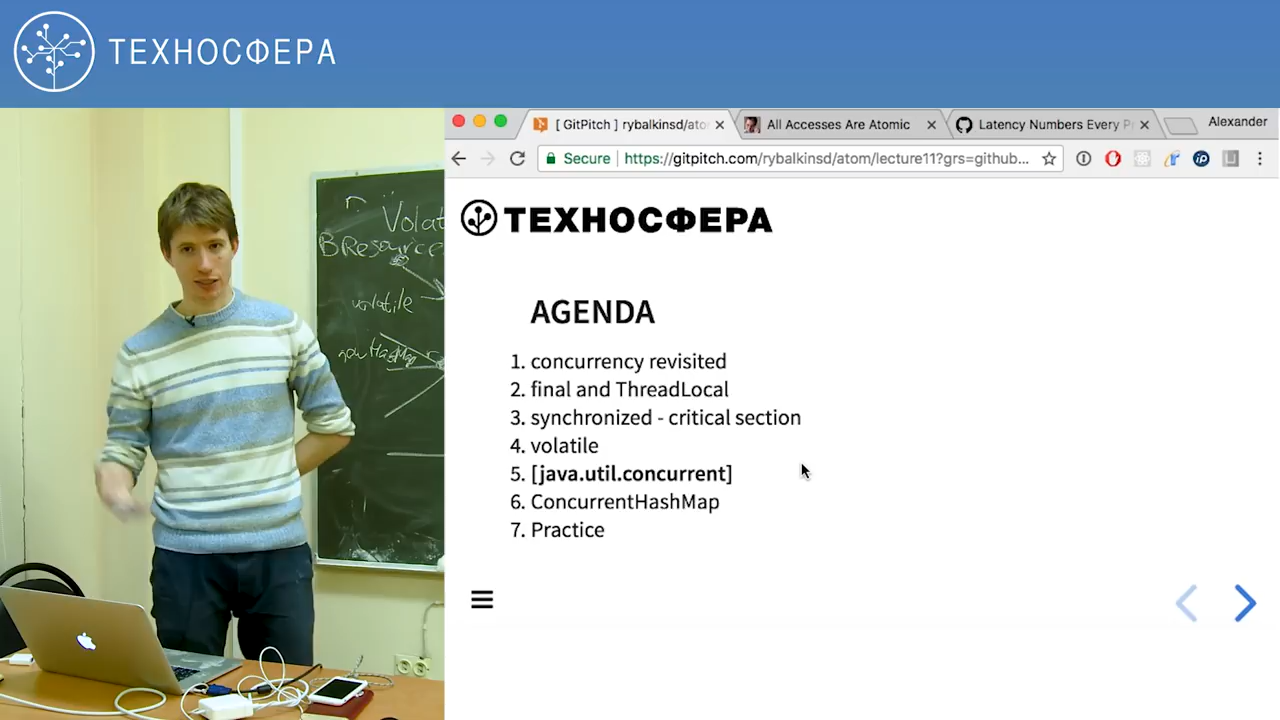 ТЕХНОСФЕРА
[ GitPitch ] rybalkinsd/ato
All Accesses Are Atomic
Latency Numbers Every P
Alexander
Secure
https://gitpitch.com/rybalkinsd/atom/lecture11?grs=github...
ТЕХНОСФЕРА
AGENDA
1. concurrency revisited
2. final and ThreadLocal
3. synchronized - critical section
4. volatile
5. [java.util.concurrent]
6. ConcurrentHashMap
7. Practice
Volat
BResource
volatile